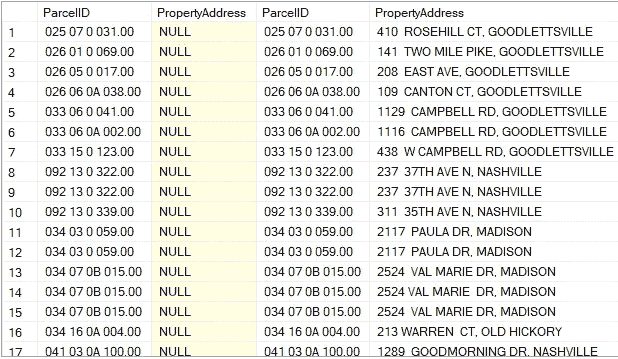 ParcelID PropertyAddress ParcelID PropertyAddress
1 025 07 0 031.00 NULL 025 07 0 031.00 410 ROSEHILL CT, GOODLETTSVILLE
2 026 01 0 069.00 NULL 026 01 0 069.00 141 TWO MILE PIKE, GOODLETTSVILLE
3 026 05 0 017.00 NULL 026 05 0 017.00 208 EAST AVE, GOODLETTSVILLE
4 026 06 0A 038.00 NULL 026 06 0A 038.00 109 CANTON CT, GOODLETTSVILLE
5 033 06 0 041.00 NULL 033 06 0 041.00 1129 CAMPBELL RD, GOODLETTSVILLE
6 033 06 0A 002.00 NULL 033 06 0A 002.00 1116 CAMPBELL RD, GOODLETTSVILLE
7 033 15 0 123.00 NULL 033 15 0 123.00 438 W CAMPBELL RD, GOODLETTSVILLE
8 092 13 0 322.00 NULL 092 13 0 322.00 237 37TH AVE N, NASHVILLE
9 092 13 0 322.00 NULL 092 13 0 322.00 237 37TH AVE N, NASHVILLE
10 092 13 0 339.00 NULL 092 13 0 339.00 311 35TH AVE N, NASHVILLE
11 034 03 0 059.00 NULL 034 03 0 059.00 2117 PAULA DR, MADISON
12 034 03 0 059.00 NULL 034 03 0 059.00 2117 PAULA DR, MADISON
13 034 07 0B 015.00 NULL 034 07 0B 015.00 2524 VAL MARIE DR, MADISON
14 034 07 0B 015.00 NULL 034 07 0B 015.00 2524 VAL MARIE DR, MADISON
15 034 07 0B 015.00 NULL 034 07 0B 015.00 2524 VAL MARIE DR, MADISON
16 034 16 0A 004.00 NULL 034 16 0A 004.00 213 WARREN CT, OLD HICKORY
17 041 03 0A 100.00 NULL 041 03 0A 100.00 1289 GOODMORNING DR, NASHVILLE